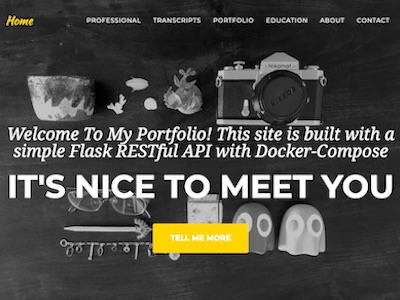 Home PROFESSIONAL TRANSCRIPTS PORTFOLIO EDUCATION ABOUT CONTACT
Nikomat
Welcome To My Portfolio! This site is built with a
simple Flask RESTful API with Docker-Compose
IT'S NICE TO MEET YOU
TELL ME MORE